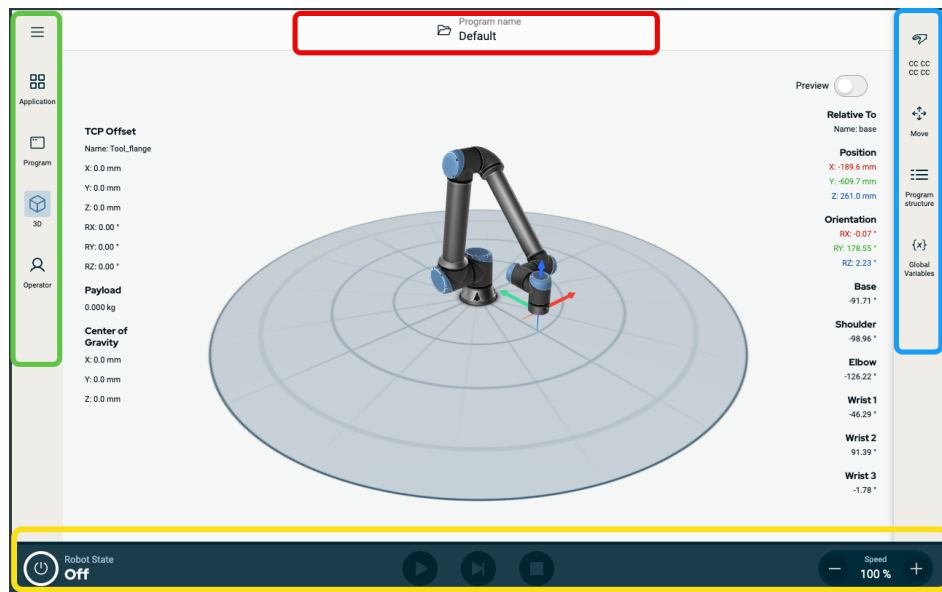 Program name
Default
Application
Program
3D
Operator
TCP Offset
Name: Tool_flange
X: 0.0 mm
Y: 0.0 mm
Z: 0.0 mm
RX: 0.00 °
RY: 0.00 °
RZ: 0.00 °
Payload
0.000 kg
Center of
Gravity
X: 0.0 mm
Y: 0.0 mm
Z: 0.0 mm
Preview
Relative To
Name: base
Position
X: -189.6 mm
Y: -609.7 mm
Z: 261.0 mm
Orientation
RX: -0.07 °
RY: 178.55 °
RZ: 2.23 °
Base
-91.71 °
Shoulder
-98.96 °
Elbow
-126.22 °
Wrist 1
-46.29 °
Wrist 2
91.39 °
Wrist 3
-1.78 °
CC CC
CC CC
Move
Program
structure
{x}
Global
Variables
Robot State
Off
Speed
100 %